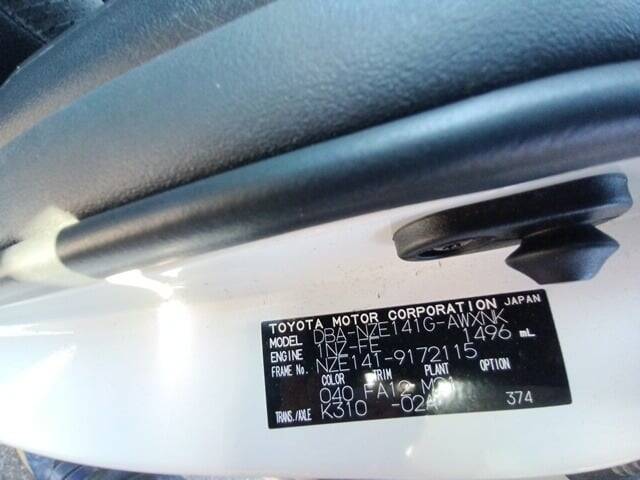 TOYOTA MOTOR CORPORATION JAPAN
MODEL DBA-NZE141G-AWXNK
ENGINE 1NZ-FE 1496 mL
FRAME No. NZE141-9172115
COLOR TRIM PLANT OPTION
040 FA12
TRANS./AXLE K310 -02A 374